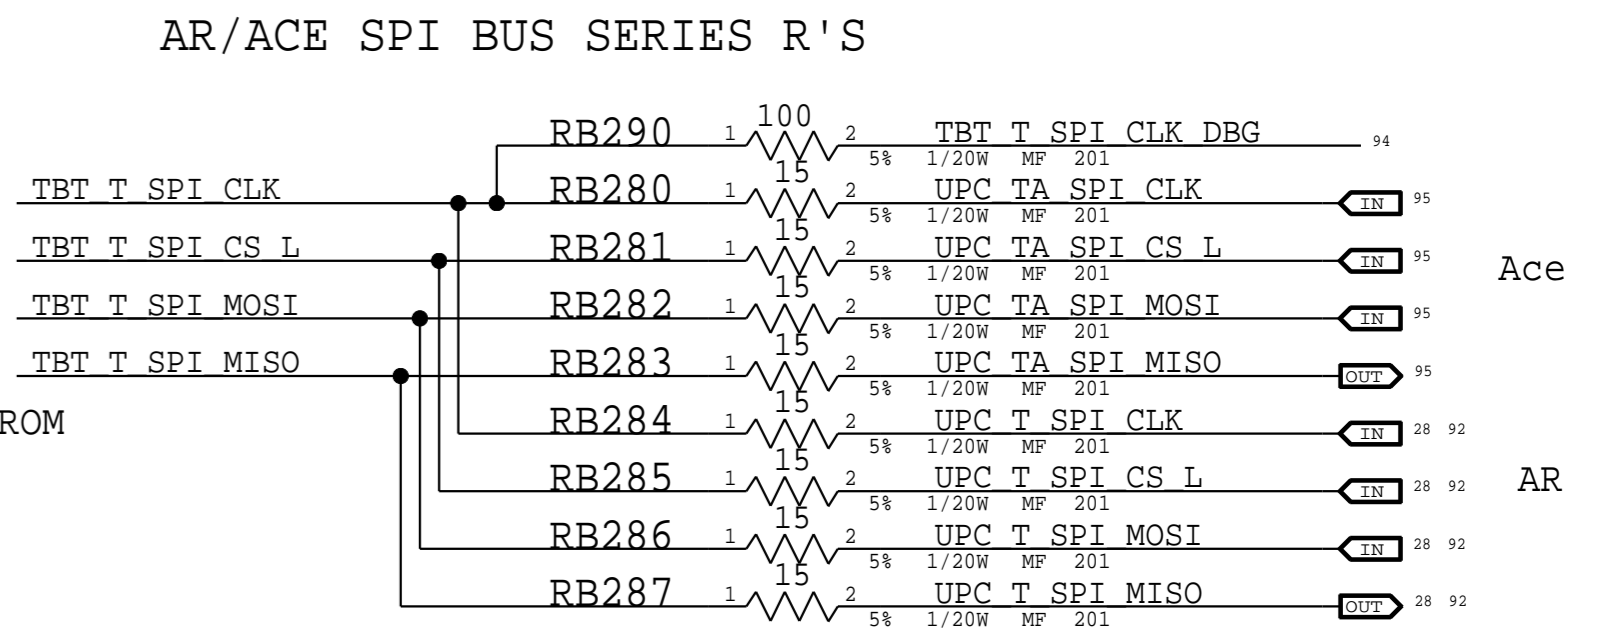 AR/ACE SPI BUS SERIES R'S
RB290 1 100 2 TBT_T_SPI_CLK_DBG 94
5% 1/20W MF 201
TBT_T_SPI_CLK RB280 1 15 2 UPC_TA_SPI_CLK IN 95
5% 1/20W MF 201
TBT_T_SPI_CS_L RB281 1 15 2 UPC_TA_SPI_CS_L IN 95
5% 1/20W MF 201
Ace
TBT_T_SPI_MOSI RB282 1 15 2 UPC_TA_SPI_MOSI IN 95
5% 1/20W MF 201
TBT_T_SPI_MISO RB283 1 15 2 UPC_TA_SPI_MISO OUT 95
5% 1/20W MF 201
ROM
RB284 1 15 2 UPC_T_SPI_CLK IN 28 92
5% 1/20W MF 201
RB285 1 15 2 UPC_T_SPI_CS_L IN 28 92
5% 1/20W MF 201
AR
RB286 1 15 2 UPC_T_SPI_MOSI IN 28 92
5% 1/20W MF 201
RB287 1 15 2 UPC_T_SPI_MISO OUT 28 92
5% 1/20W MF 201